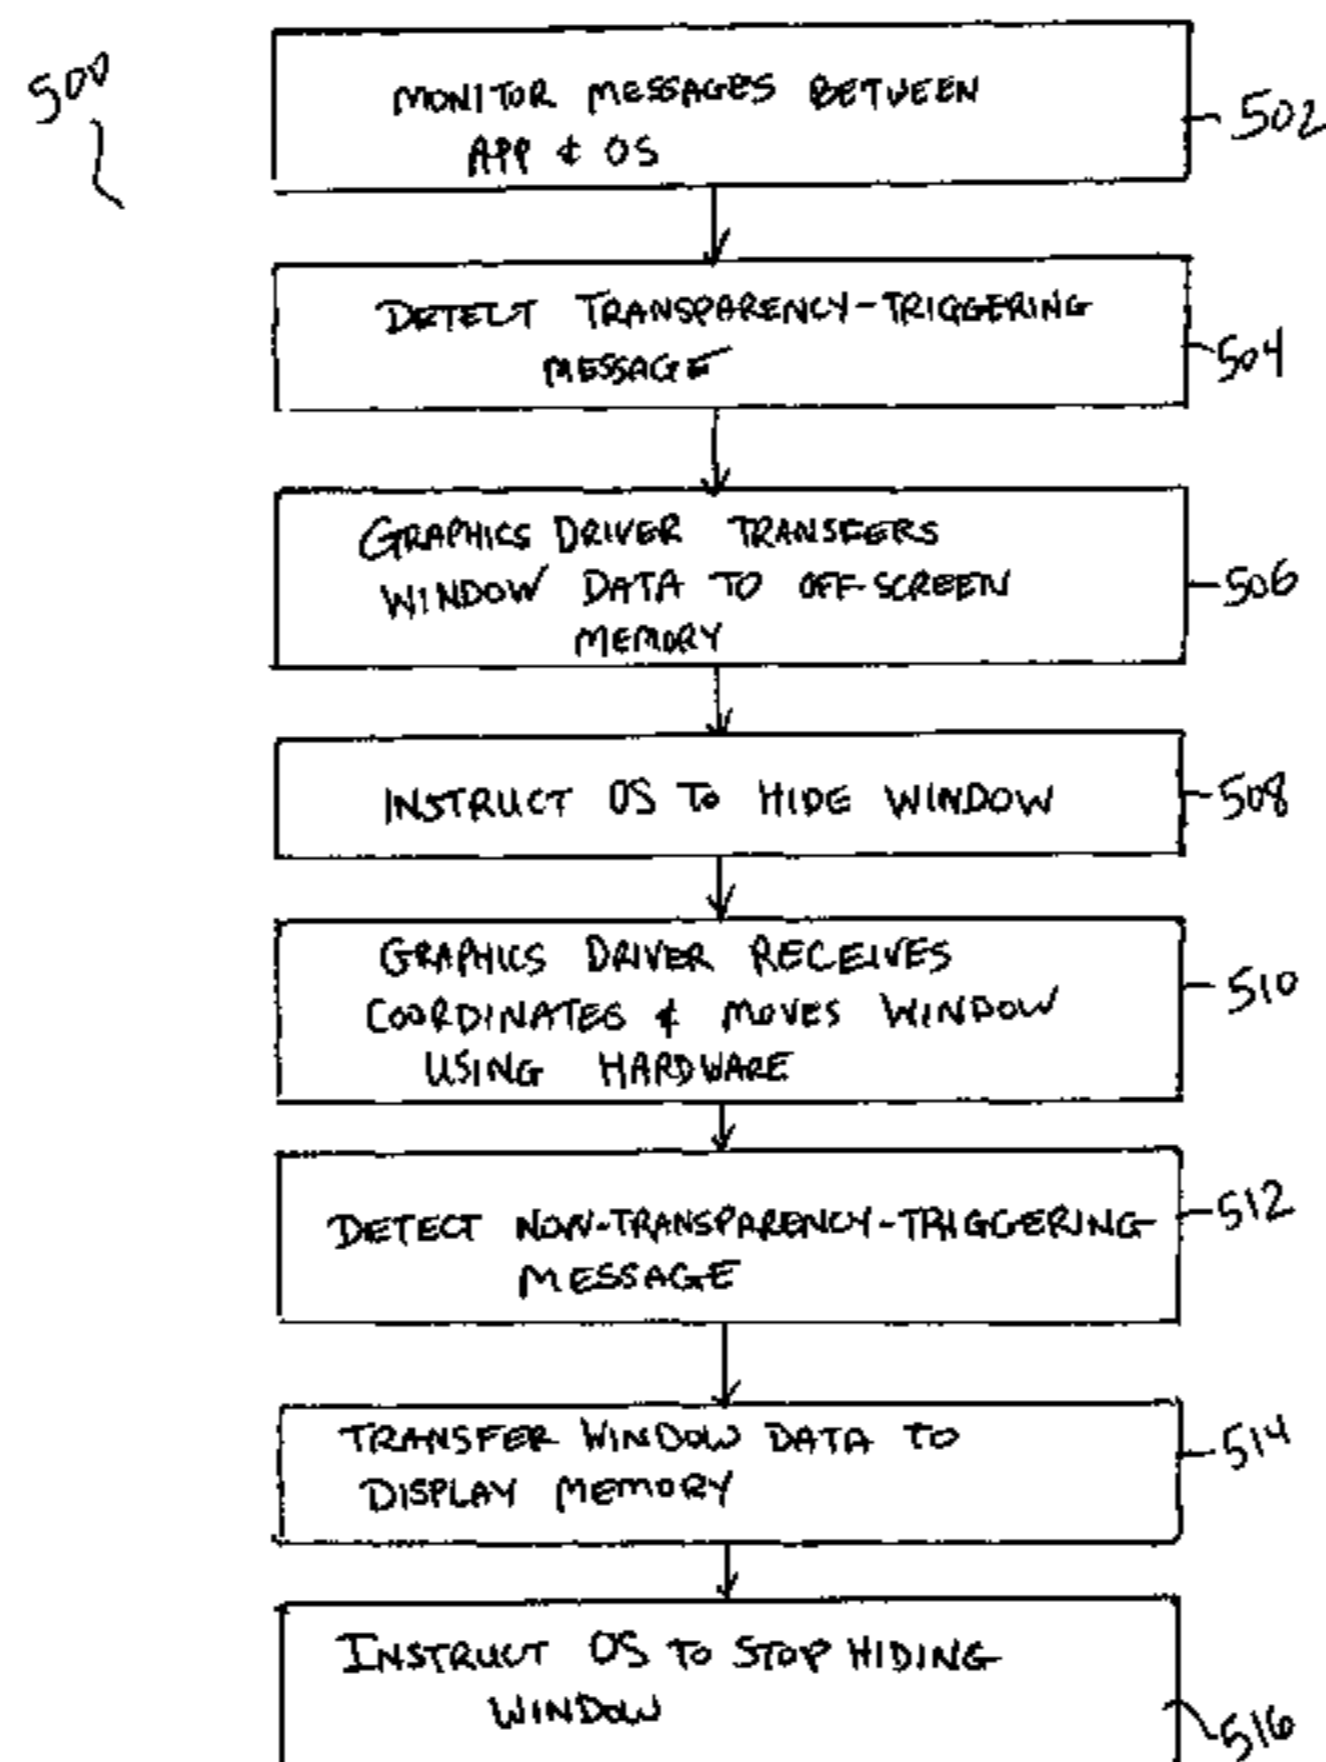 500
MONITOR MESSAGES BETWEEN
APP & OS
502
DETECT TRANSPARENCY-TRIGGERING
MESSAGE
504
GRAPHICS DRIVER TRANSFERS
WINDOW DATA TO OFF-SCREEN
MEMORY
506
INSTRUCT OS TO HIDE WINDOW
508
GRAPHICS DRIVER RECEIVES
COORDINATES & MOVES WINDOW
USING HARDWARE
510
DETECT NON-TRANSPARENCY-TRIGGERING
MESSAGE
512
TRANSFER WINDOW DATA TO
DISPLAY MEMORY
514
INSTRUCT OS TO STOP HIDING
WINDOW
516